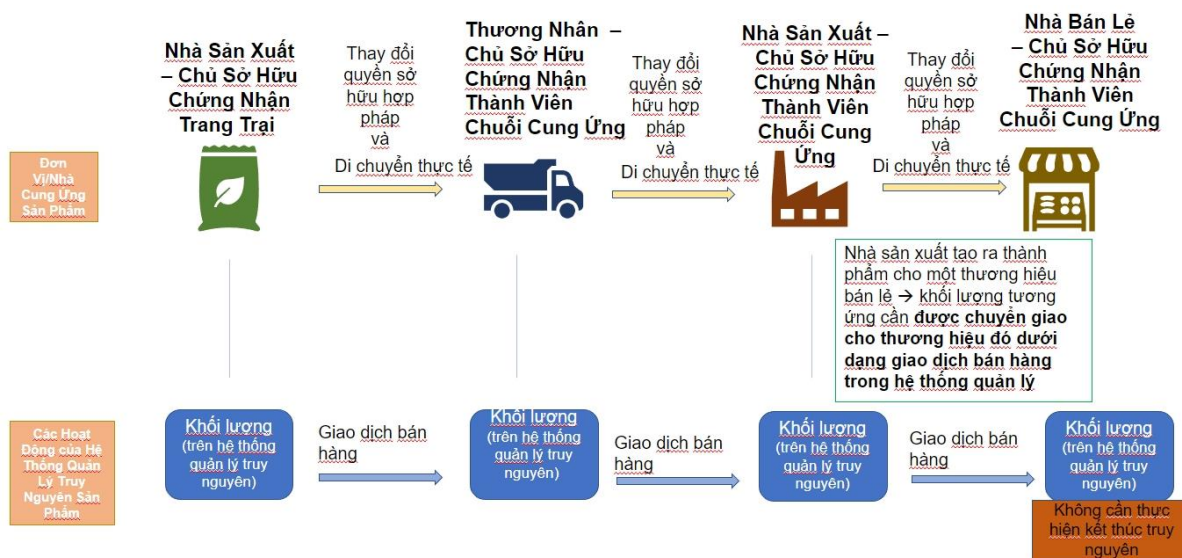 Nhà Sản Xuất
– Chủ Sở Hữu
Chứng Nhận
Trang Trại
Thay đổi
quyền sở
hữu hợp
pháp
và
Di chuyển thực tế
Thương Nhân –
Chủ Sở Hữu
Chứng Nhận
Thành Viên
Chuỗi Cung Ứng
Thay đổi
quyền sở
hữu hợp
pháp
và
Di chuyển thực tế
Nhà Sản Xuất –
Chủ Sở Hữu
Chứng Nhận
Thành Viên
Chuỗi Cung
Ứng
Thay đổi
quyền sở
hữu hợp
pháp
và
Di chuyển thực tế
Nhà Bán Lẻ
– Chủ Sở Hữu
Chứng Nhận
Thành Viên
Chuỗi Cung Ứng
Đơn
Vị/Nhà
Cung Ứng
Sản Phẩm
Nhà sản xuất tạo ra thành
phẩm cho một thương hiệu
bán lẻ → khối lượng tương
ứng cần được chuyển giao
cho thương hiệu đó dưới
dạng giao dịch bán hàng
trong hệ thống quản lý
Các Hoạt
Động của Hệ
Thống Quản
Lý Truy
Nguyên Sản
Phẩm
Khối lượng
(trên hệ thống
quản lý truy
nguyên)
Giao dịch bán
hàng
Khối lượng
(trên hệ thống
quản lý truy
nguyên)
Giao dịch bán
hàng
Khối lượng
(trên hệ thống
quản lý truy
nguyên)
Giao dịch bán
hàng
Khối lượng
(trên hệ thống
quản lý truy
nguyên)
Không cần thực
hiện kết thúc truy
nguyên